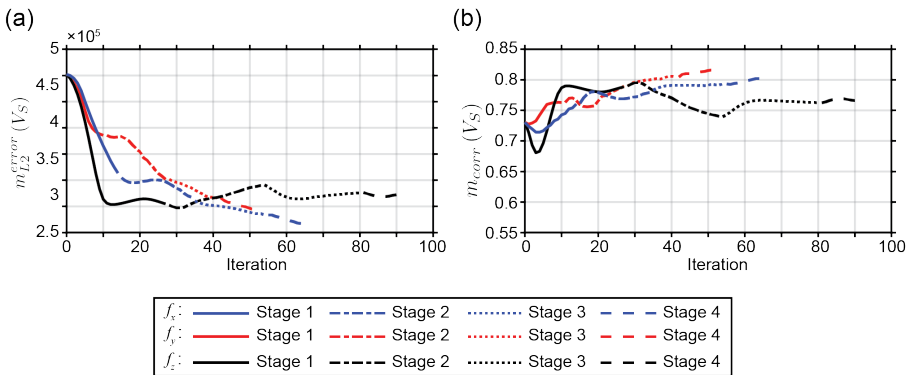 (a)
(b)
×10⁵
5
4.5
4
3.5
3
2.5
0 20 40 60 80 100
Iteration
m_{L2}^{error} (V_S)
0.85
0.8
0.75
0.7
0.65
0.6
0.55
0 20 40 60 80 100
Iteration
m_{corr} (V_S)
f_x: Stage 1 Stage 2 Stage 3 Stage 4
f_y: Stage 1 Stage 2 Stage 3 Stage 4
f_z: Stage 1 Stage 2 Stage 3 Stage 4